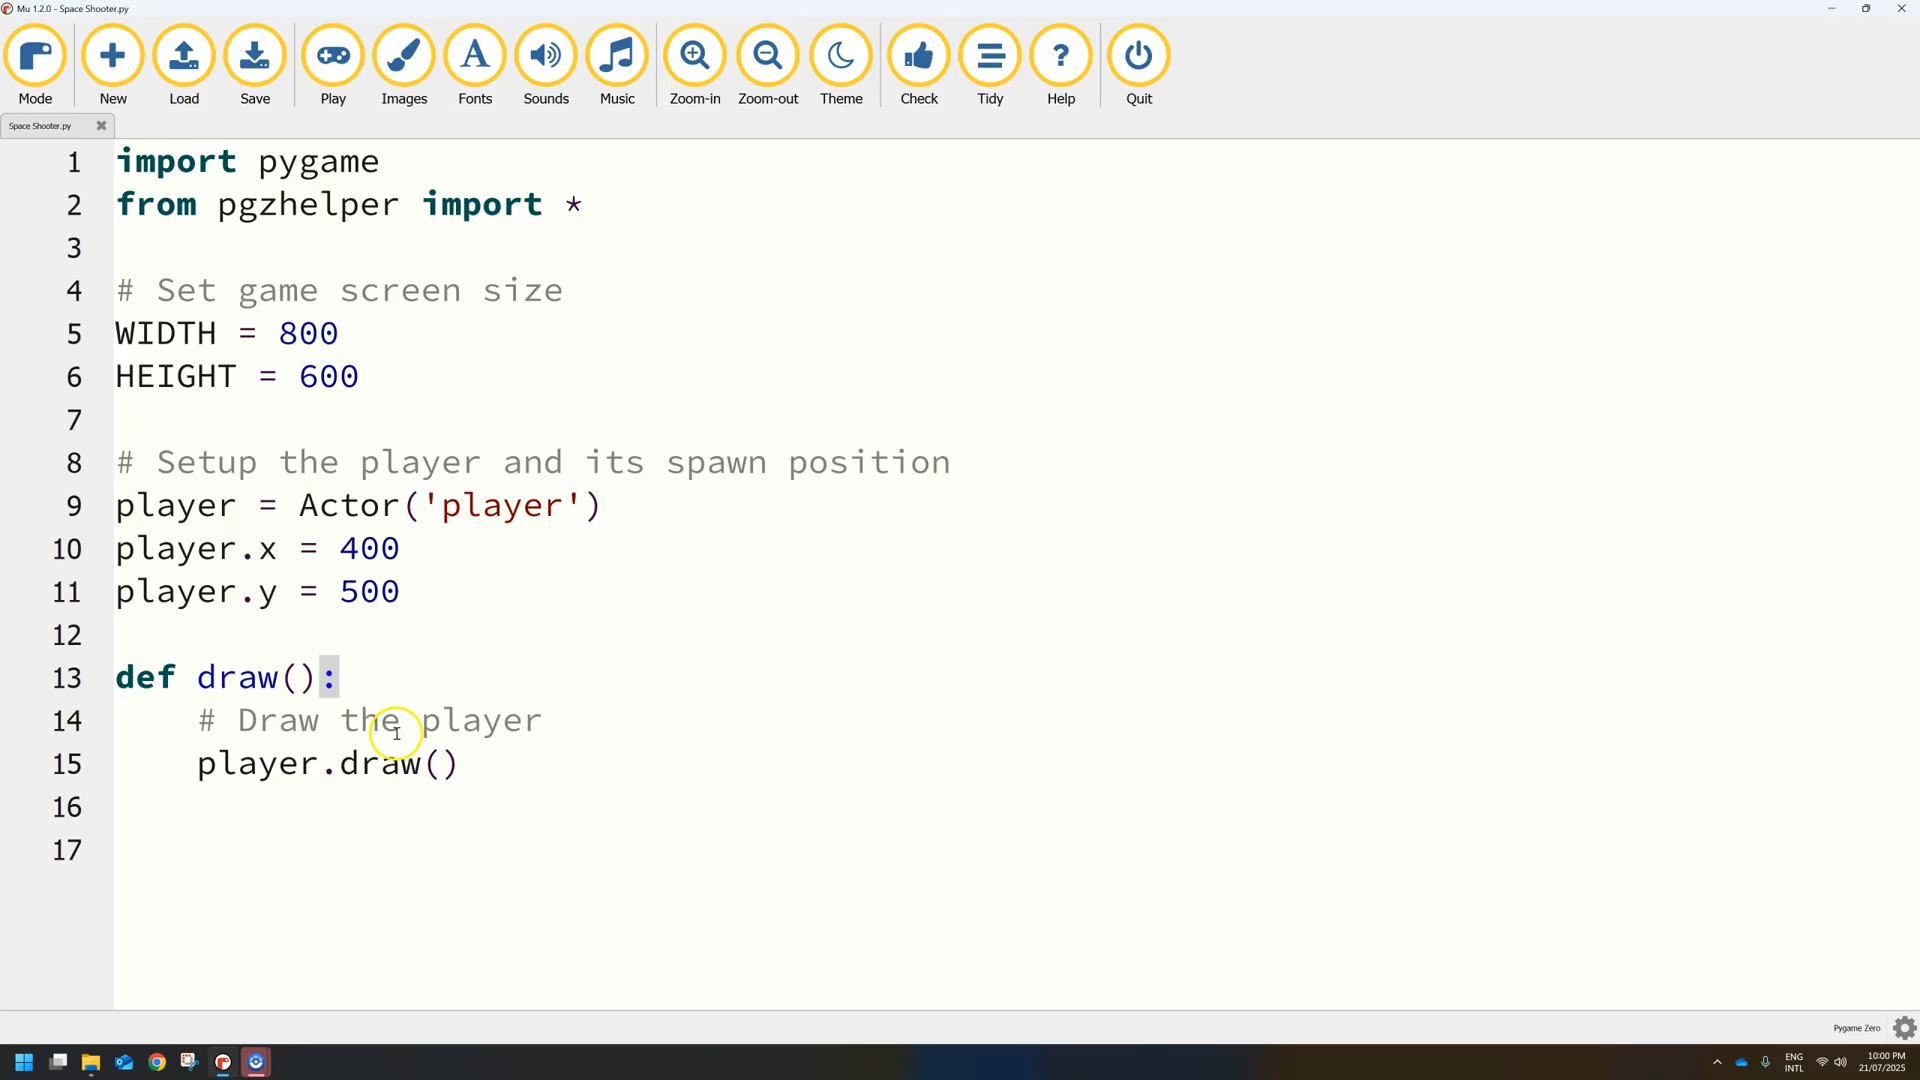 Mu 1.2.0 - Space Shooter.py
Mode New Load Save Play Images Fonts Sounds Music Zoom-in Zoom-out Theme Check Tidy Help Quit
Space Shooter.py
1 import pygame
2 from pgzhelper import *
3
4 # Set game screen size
5 WIDTH = 800
6 HEIGHT = 600
7
8 # Setup the player and its spawn position
9 player = Actor('player')
10 player.x = 400
11 player.y = 500
12
13 def draw():
14 # Draw the player
15 player.draw()
16
17
Pygame Zero
ENG
INTL
10:00 PM
21/07/2025